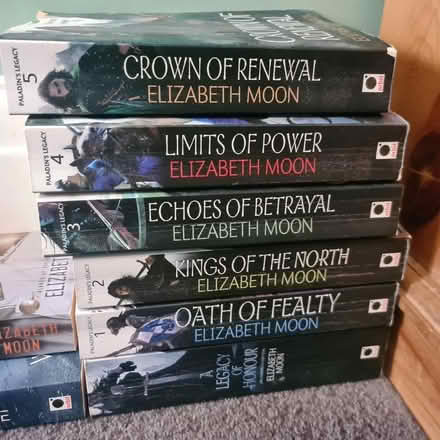 PALADIN'S LEGACY
5
CROWN OF RENEWAL
ELIZABETH MOON
PALADIN'S LEGACY
4
LIMITS OF POWER
ELIZABETH MOON
PALADIN'S LEGACY
3
ECHOES OF BETRAYAL
ELIZABETH MOON
PALADIN'S LEGACY
2
KINGS OF THE NORTH
ELIZABETH MOON
PALADIN'S LEGACY
1
OATH OF FEALTY
ELIZABETH MOON
A
LEGACY
OF
HONOUR
ELIZABETH
MOON
MOON